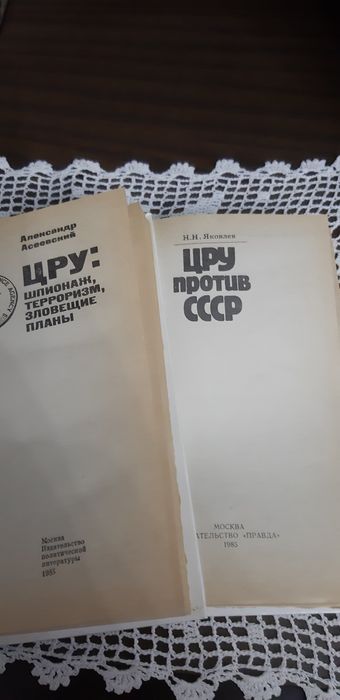 Александр
Асеевский
ЦРУ:
ШПИОНАЖ,
ТЕРРОРИЗМ,
ЗЛОВЕЩИЕ
ПЛАНЫ
Москва
Издательство
политической
литературы
1985
Н.Н. Яковлев
ЦРУ
против
СССР
МОСКВА
АТЕЛЬСТВО «ПРАВДА»
1985